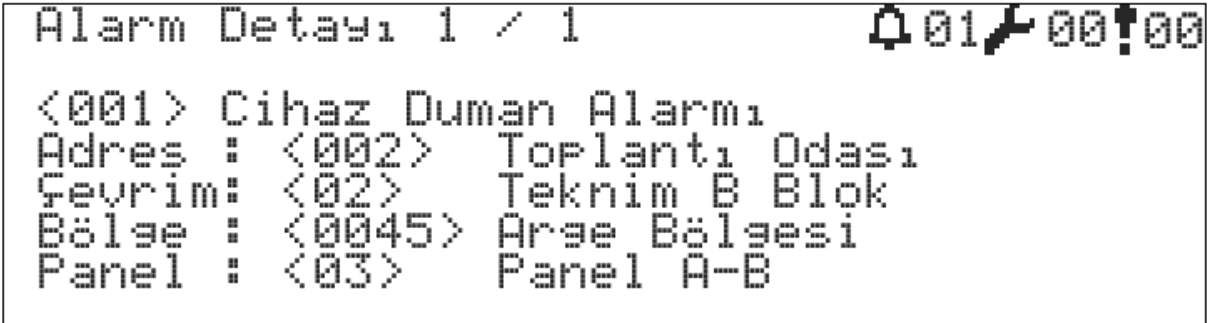 Alarm Detayı 1 / 1 01 00 00
<001> Cihaz Duman Alarmı
Adres : <002> Toplantı Odası
Çevrim: <02> Teknim B Blok
Bölge : <0045> Arge Bölgesi
Panel : <03> Panel A-B